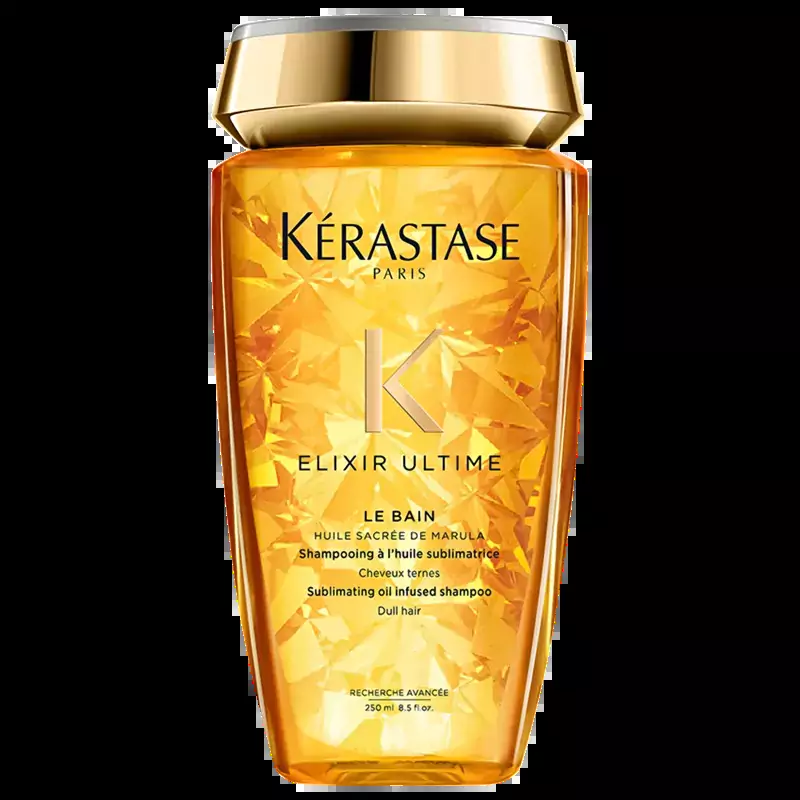 KÉRASTASE
PARIS
K
ELIXIR ULTIME
LE BAIN
HUILE SACRÉE DE MARULA
Shampooing à l'huile sublimatrice
Cheveux ternes
Sublimating oil infused shampoo
Dull hair
RECHERCHE AVANCÉE
250 ml 8.5 fl.oz.